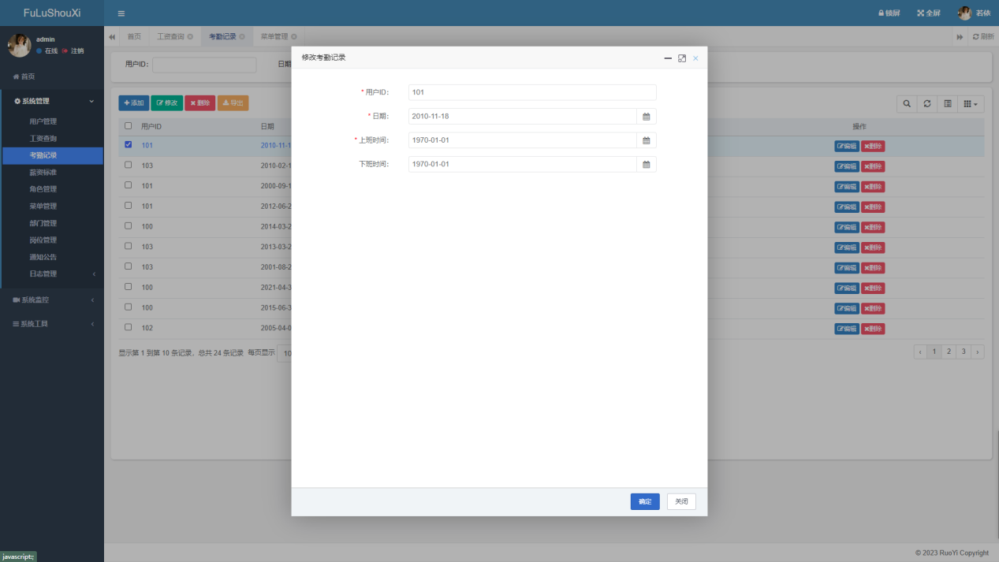 FuLuShouXi
锁屏 全屏 若依
admin
在线 注销
首页 工资查询 考勤记录 菜单管理 刷新
首页
系统管理
用户管理
工资查询
考勤记录
薪资标准
角色管理
菜单管理
部门管理
岗位管理
通知公告
日志管理
系统监控
系统工具
用户ID: 日期
添加 修改 删除 导出
用户ID 日期 操作
101 2010-11-1 编辑 删除
103 2010-02-1 编辑 删除
101 2000-09-1 编辑 删除
101 2012-06-2 编辑 删除
100 2014-03-2 编辑 删除
103 2013-03-2 编辑 删除
103 2001-08-2 编辑 删除
100 2021-04-3 编辑 删除
100 2015-06-3 编辑 删除
102 2005-04-0 编辑 删除
显示第 1 到第 10 条记录，总共 24 条记录 每页显示 10
‹ 1 2 3 ›
修改考勤记录
* 用户ID: 101
* 日期: 2010-11-18
* 上班时间: 1970-01-01
下班时间: 1970-01-01
确定 关闭
© 2023 RuoYi Copyright
javascript:;